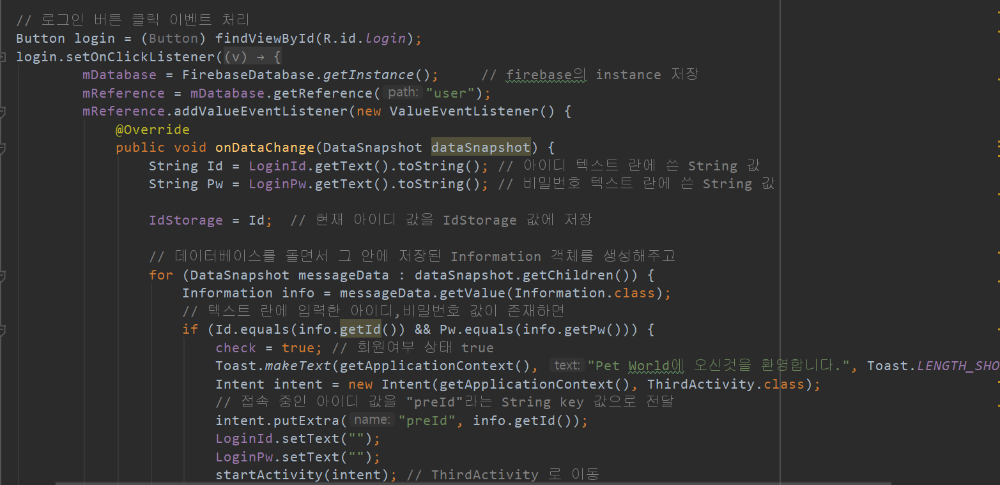 // 로그인 버튼 클릭 이벤트 처리
Button login = (Button) findViewById(R.id.login);
login.setOnClickListener((v) → {
mDatabase = FirebaseDatabase.getInstance(); // firebase의 instance 저장
mReference = mDatabase.getReference( path: "user");
mReference.addValueEventListener(new ValueEventListener() {
@Override
public void onDataChange(DataSnapshot dataSnapshot) {
String Id = LoginId.getText().toString(); // 아이디 텍스트 란에 쓴 String 값
String Pw = LoginPw.getText().toString(); // 비밀번호 텍스트 란에 쓴 String 값
IdStorage = Id; // 현재 아이디 값을 IdStorage 값에 저장
// 데이터베이스를 돌면서 그 안에 저장된 Information 객체를 생성해주고
for (DataSnapshot messageData : dataSnapshot.getChildren()) {
Information info = messageData.getValue(Information.class);
// 텍스트 란에 입력한 아이디,비밀번호 값이 존재하면
if (Id.equals(info.getId()) && Pw.equals(info.getPw())) {
check = true; // 회원여부 상태 true
Toast.makeText(getApplicationContext(), text: "Pet World에 오신것을 환영합니다.", Toast.LENGTH_SHO
Intent intent = new Intent(getApplicationContext(), ThirdActivity.class);
// 접속 중인 아이디 값을 "preId"라는 String key 값으로 전달
intent.putExtra( name: "preId", info.getId());
LoginId.setText("");
LoginPw.setText("");
startActivity(intent); // ThirdActivity 로 이동